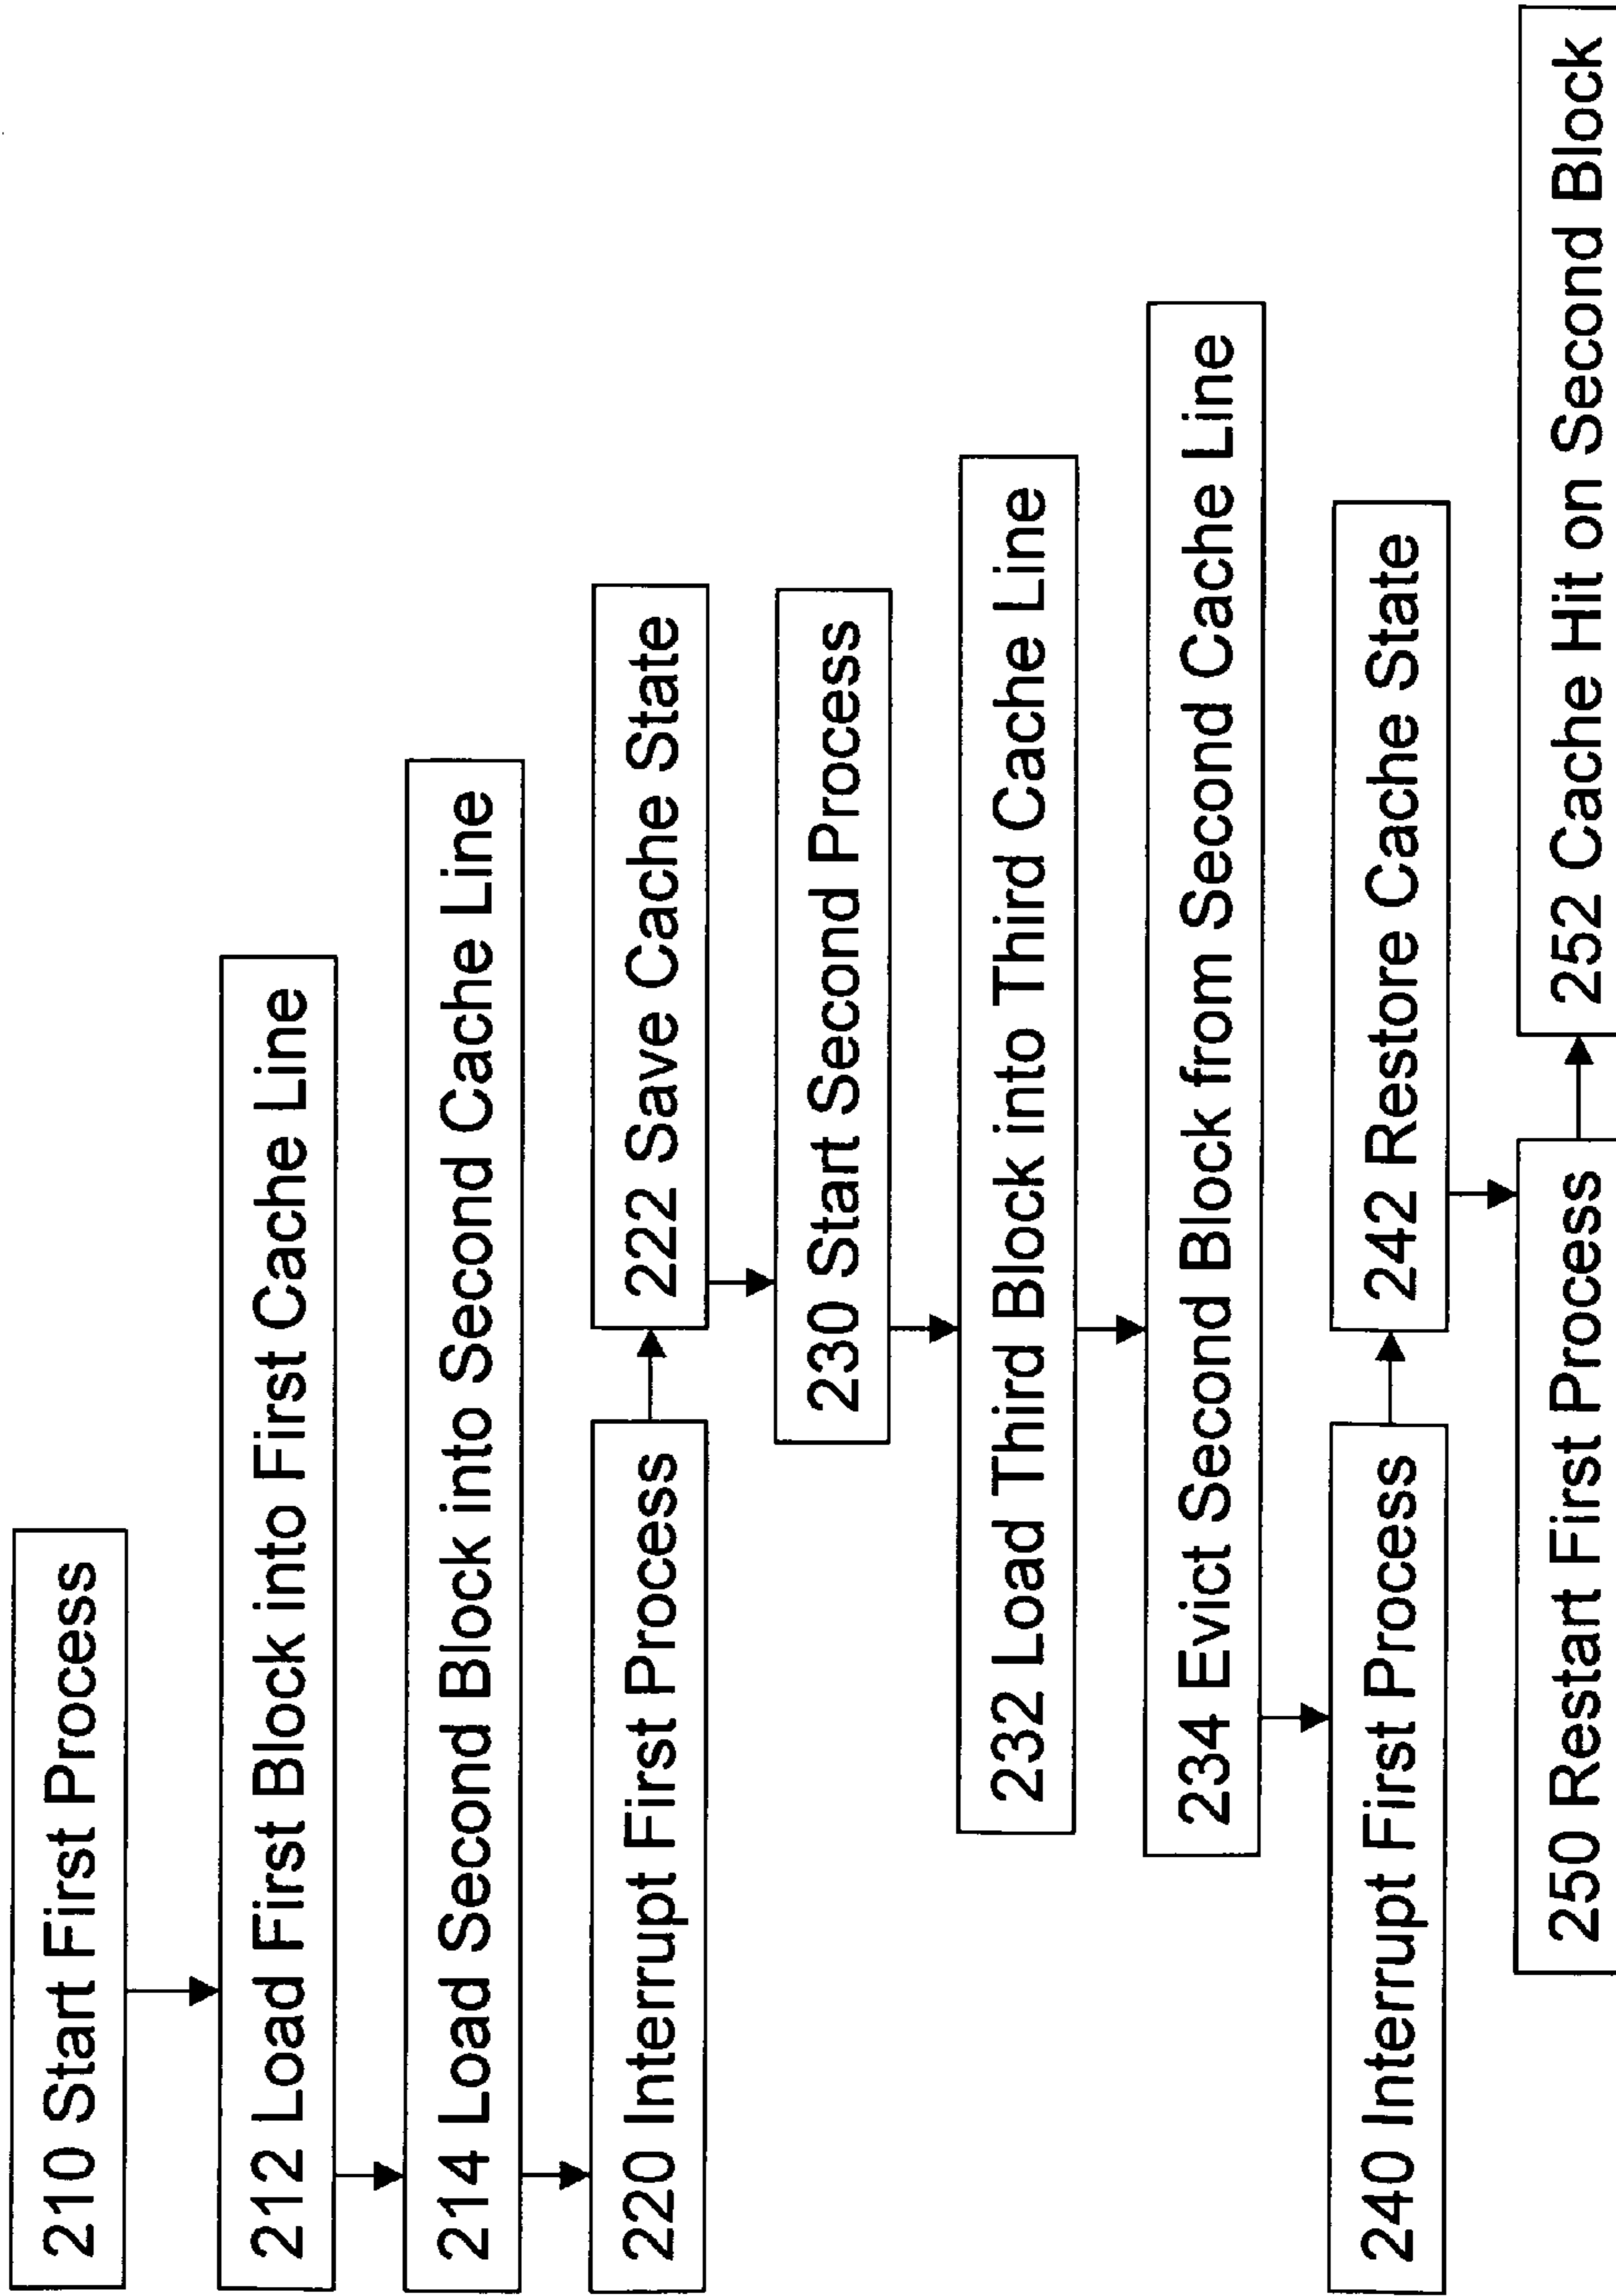 210 Start First Process
212 Load First Block into First Cache Line
214 Load Second Block into Second Cache Line
220 Interrupt First Process
222 Save Cache State
230 Start Second Process
232 Load Third Block into Third Cache Line
234 Evict Second Block from Second Cache Line
240 Interrupt First Process
242 Restore Cache State
250 Restart First Process
252 Cache Hit on Second Block